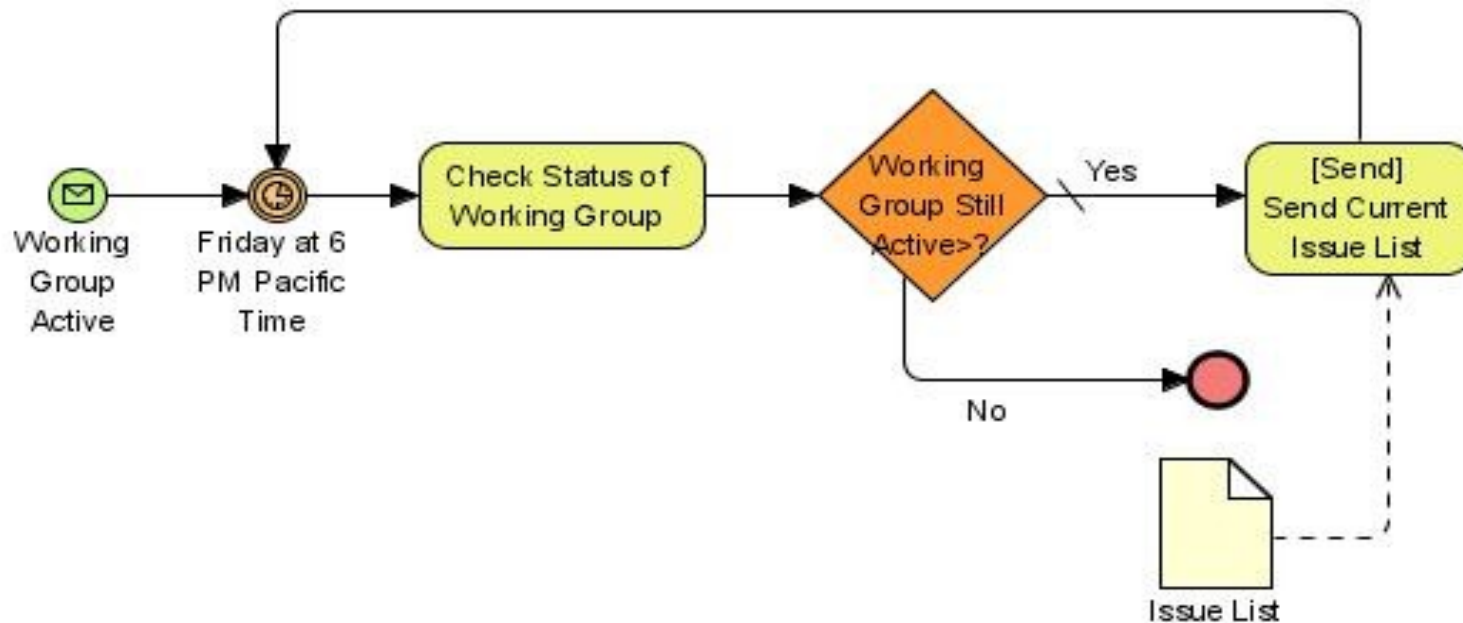 Working
Group
Active
Friday at 6
PM Pacific
Time
Check Status of
Working Group
Working
Group Still
Active>?
Yes
No
[Send]
Send Current
Issue List
Issue List